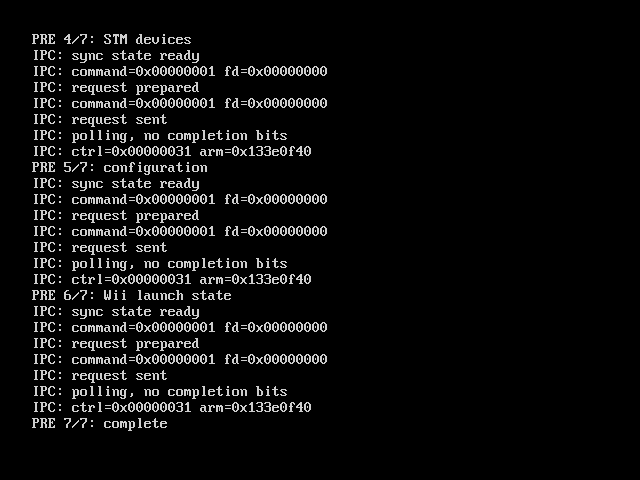 PRE 4/7: STM devices
IPC: sync state ready
IPC: command=0x00000001 fd=0x00000000
IPC: request prepared
IPC: command=0x00000001 fd=0x00000000
IPC: request sent
IPC: polling, no completion bits
IPC: ctrl=0x00000031 arm=0x133e0f40
PRE 5/7: configuration
IPC: sync state ready
IPC: command=0x00000001 fd=0x00000000
IPC: request prepared
IPC: command=0x00000001 fd=0x00000000
IPC: request sent
IPC: polling, no completion bits
IPC: ctrl=0x00000031 arm=0x133e0f40
PRE 6/7: Wii launch state
IPC: sync state ready
IPC: command=0x00000001 fd=0x00000000
IPC: request prepared
IPC: command=0x00000001 fd=0x00000000
IPC: request sent
IPC: polling, no completion bits
IPC: ctrl=0x00000031 arm=0x133e0f40
PRE 7/7: complete